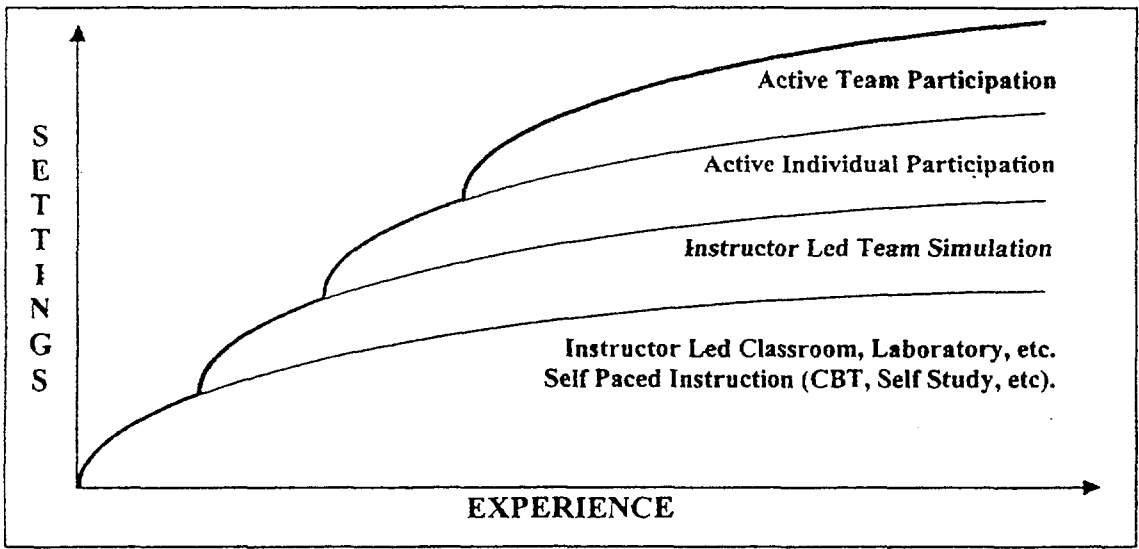 SETTINGS
Active Team Participation
Active Individual Participation
Instructor Led Team Simulation
Instructor Led Classroom, Laboratory, etc.
Self Paced Instruction (CBT, Self Study, etc).
EXPERIENCE